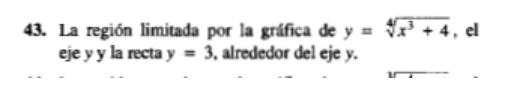 43. La región limitada por la gráfica de y = ∜(x³ + 4), el
eje y y la recta y = 3, alrededor del eje y.